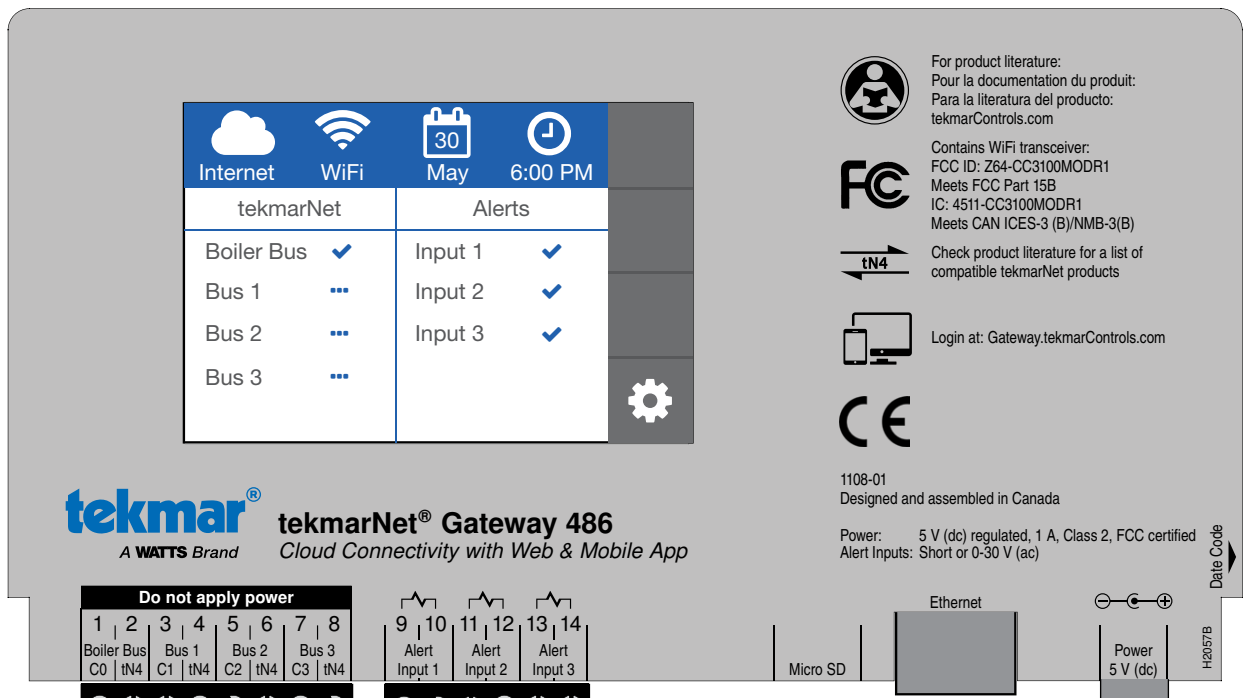 30
Internet WiFi May 6:00 PM
tekmarNet Alerts
Boiler Bus Input 1
Bus 1 Input 2
Bus 2 Input 3
Bus 3
For product literature:
Pour la documentation du produit:
Para la literatura del producto:
tekmarControls.com
FC
Contains WiFi transceiver:
FCC ID: Z64-CC3100MODR1
Meets FCC Part 15B
IC: 4511-CC3100MODR1
Meets CAN ICES-3 (B)/NMB-3(B)
tN4
Check product literature for a list of
compatible tekmarNet products
Login at: Gateway.tekmarControls.com
CE
1108-01
Designed and assembled in Canada
Power: 5 V (dc) regulated, 1 A, Class 2, FCC certified
Alert Inputs: Short or 0-30 V (ac)
Date Code
H2057B
tekmar®
A WATTS Brand
tekmarNet® Gateway 486
Cloud Connectivity with Web & Mobile App
Do not apply power
1 2 3 4 5 6 7 8
Boiler Bus Bus 1 Bus 2 Bus 3
C0 tN4 C1 tN4 C2 tN4 C3 tN4
9 10 11 12 13 14
Alert Alert Alert
Input 1 Input 2 Input 3
Micro SD
Ethernet
Power
5 V (dc)